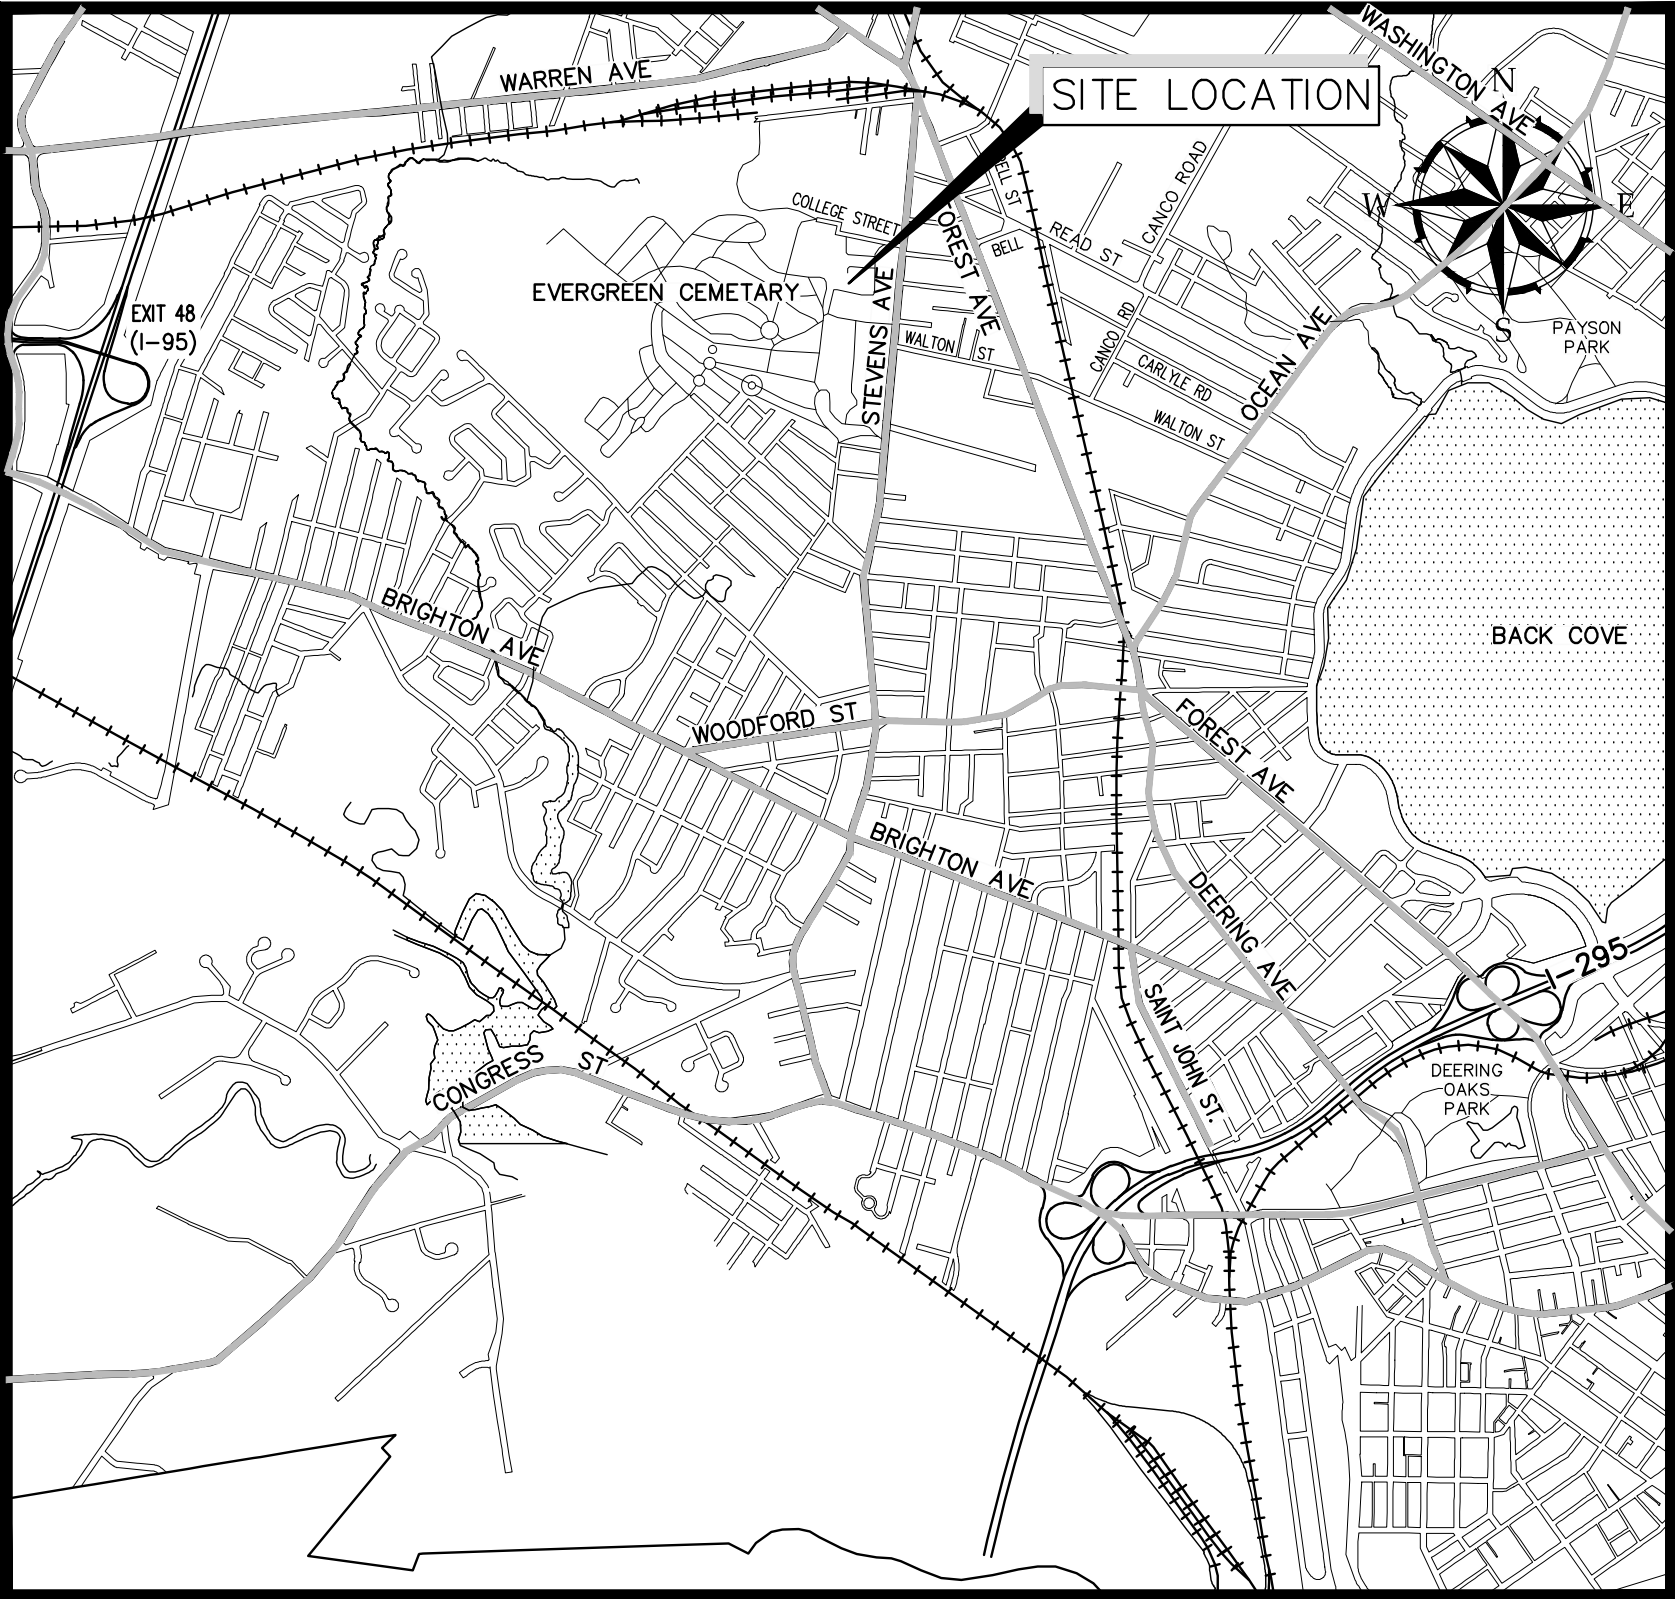 WARREN AVE
WASHINGTON AVE
SITE LOCATION
N
W
E
S
CANCO ROAD
COLLEGE STREET
BELL
READ ST
FOREST AVE
EVERGREEN CEMETARY
STEVENS AVE
EXIT 48
(I-95)
WALTON ST
CANCO RD
CARLYLE RD
WALTON ST
OCEAN AVE
PAYSON
PARK
BRIGHTON AVE
BACK COVE
WOODFORD ST
FOREST AVE
BRIGHTON AVE
DEERING AVE
I-295
SAINT JOHN ST.
CONGRESS ST
DEERING
OAKS
PARK